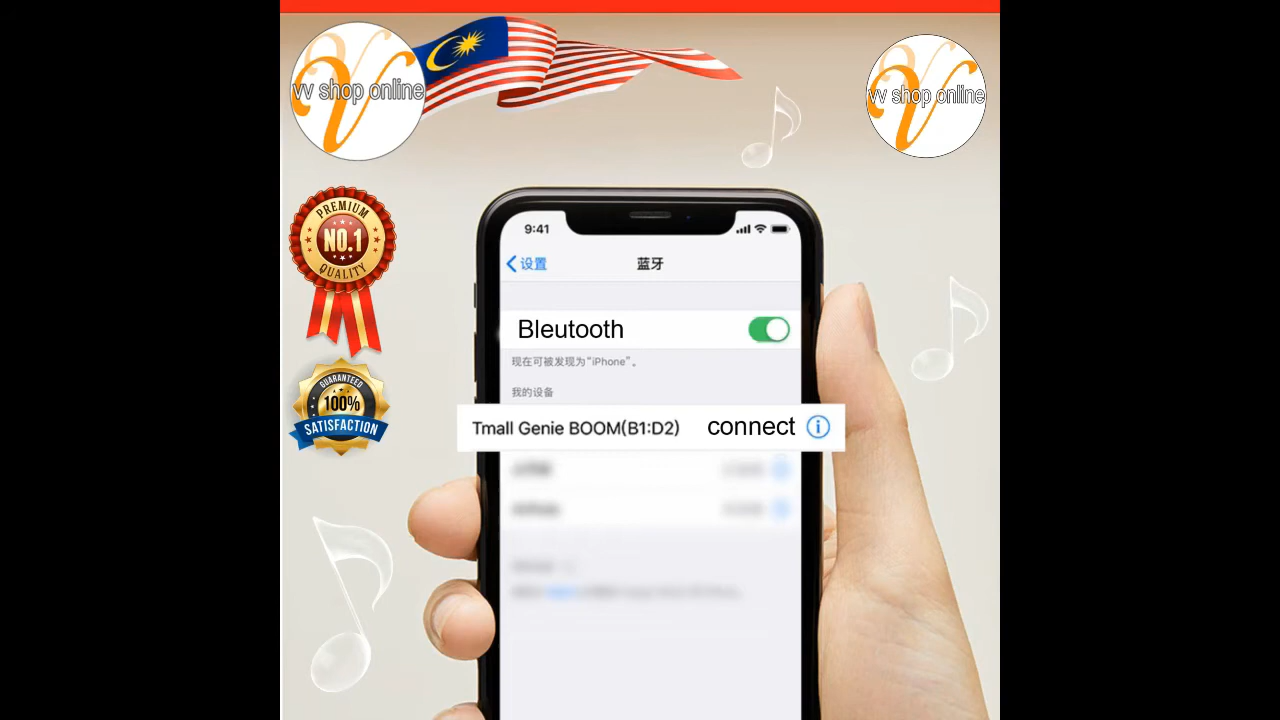 vv shop online
vv shop online
PREMIUM
NO.1
QUALITY
GUARANTEED
100%
SATISFACTION
9:41
设置
蓝牙
Bleutooth
现在可被发现为“iPhone”。
我的设备
Tmall Genie BOOM(B1:D2) connect